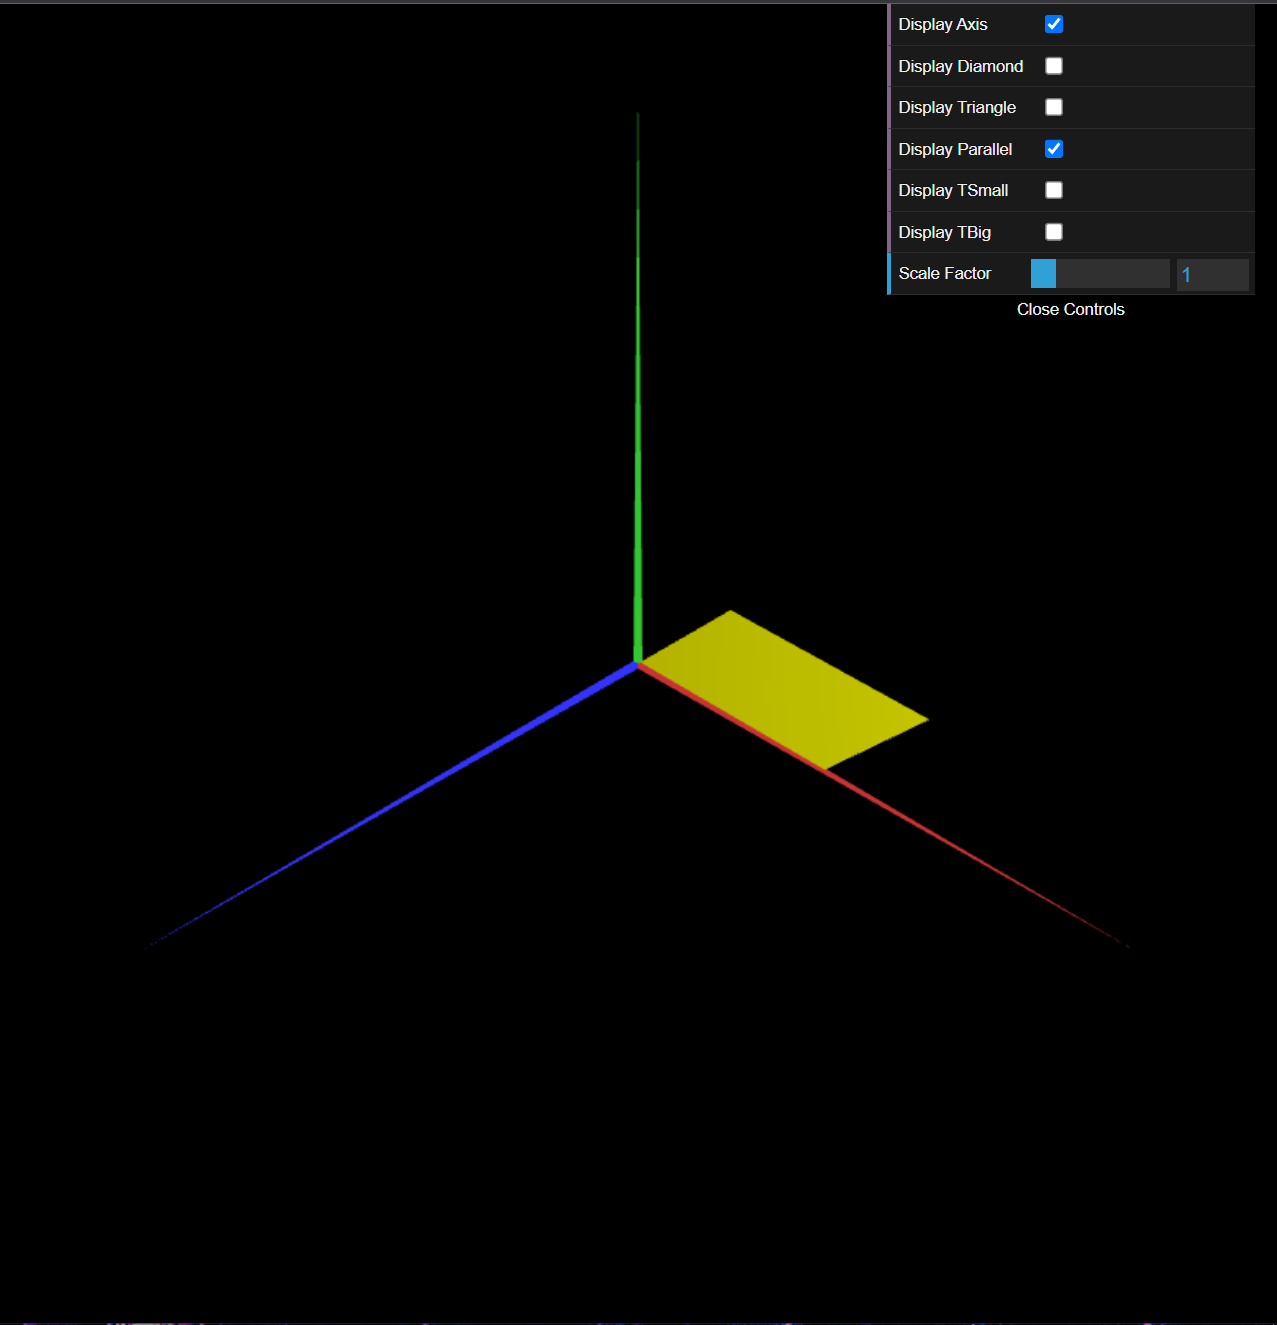 Display Axis
Display Diamond
Display Triangle
Display Parallel
Display TSmall
Display TBig
Scale Factor 1
Close Controls